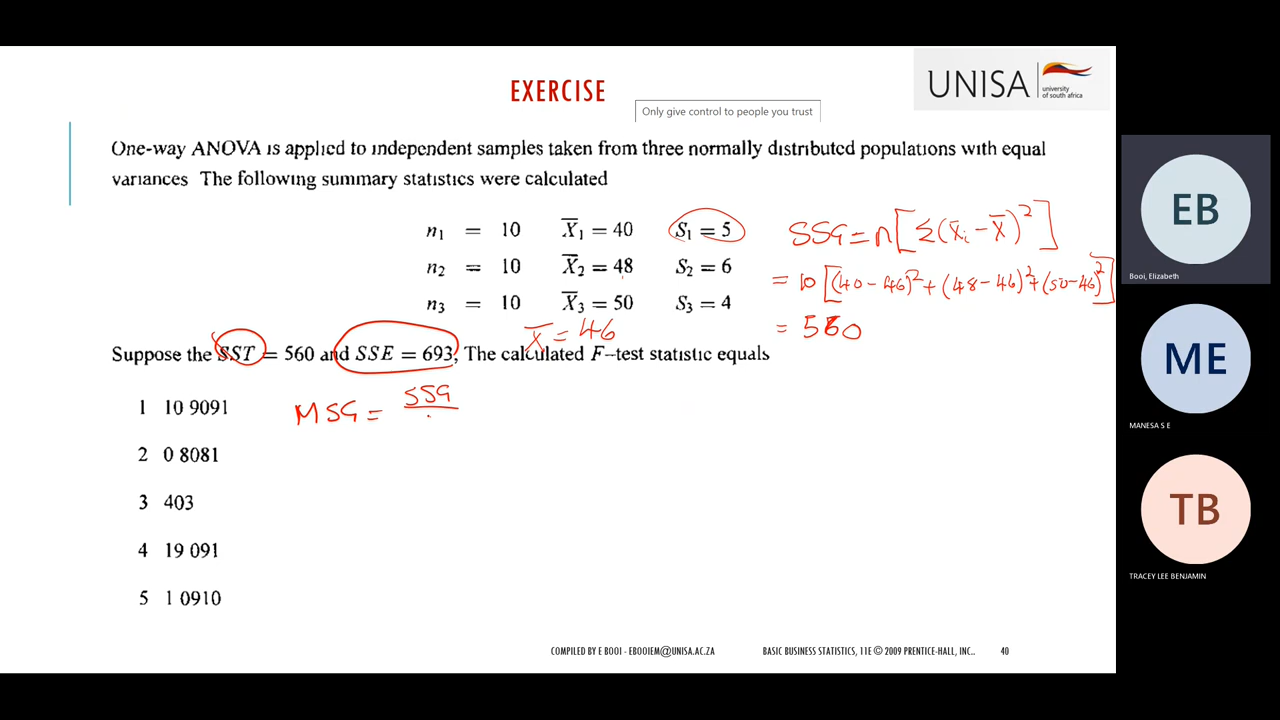 EXERCISE
UNISA
university
of south africa
Only give control to people you trust
One-way ANOVA is applied to independent samples taken from three normally distributed populations with equal
variances The following summary statistics were calculated
n₁ = 10 X̄₁ = 40 S₁ = 5
n₂ = 10 X̄₂ = 48 S₂ = 6
n₃ = 10 X̄₃ = 50 S₃ = 4
X̄ = 46
SSG = n[Σ(X̄ᵢ - X̄)²]
= 10[(40-46)²+(48-46)²+(50-46)²]
= 560
Suppose the SST = 560 and SSE = 693, The calculated F-test statistic equals
MSG = SSG
1 10 9091
2 0 8081
3 403
4 19 091
5 1 0910
COMPILED BY E BOOI - EBOOIEM@UNISA.AC.ZA BASIC BUSINESS STATISTICS, 11E © 2009 PRENTICE-HALL, INC.. 40
EB
Booi, Elizabeth
ME
MANESA S E
TB
TRACEY LEE BENJAMIN